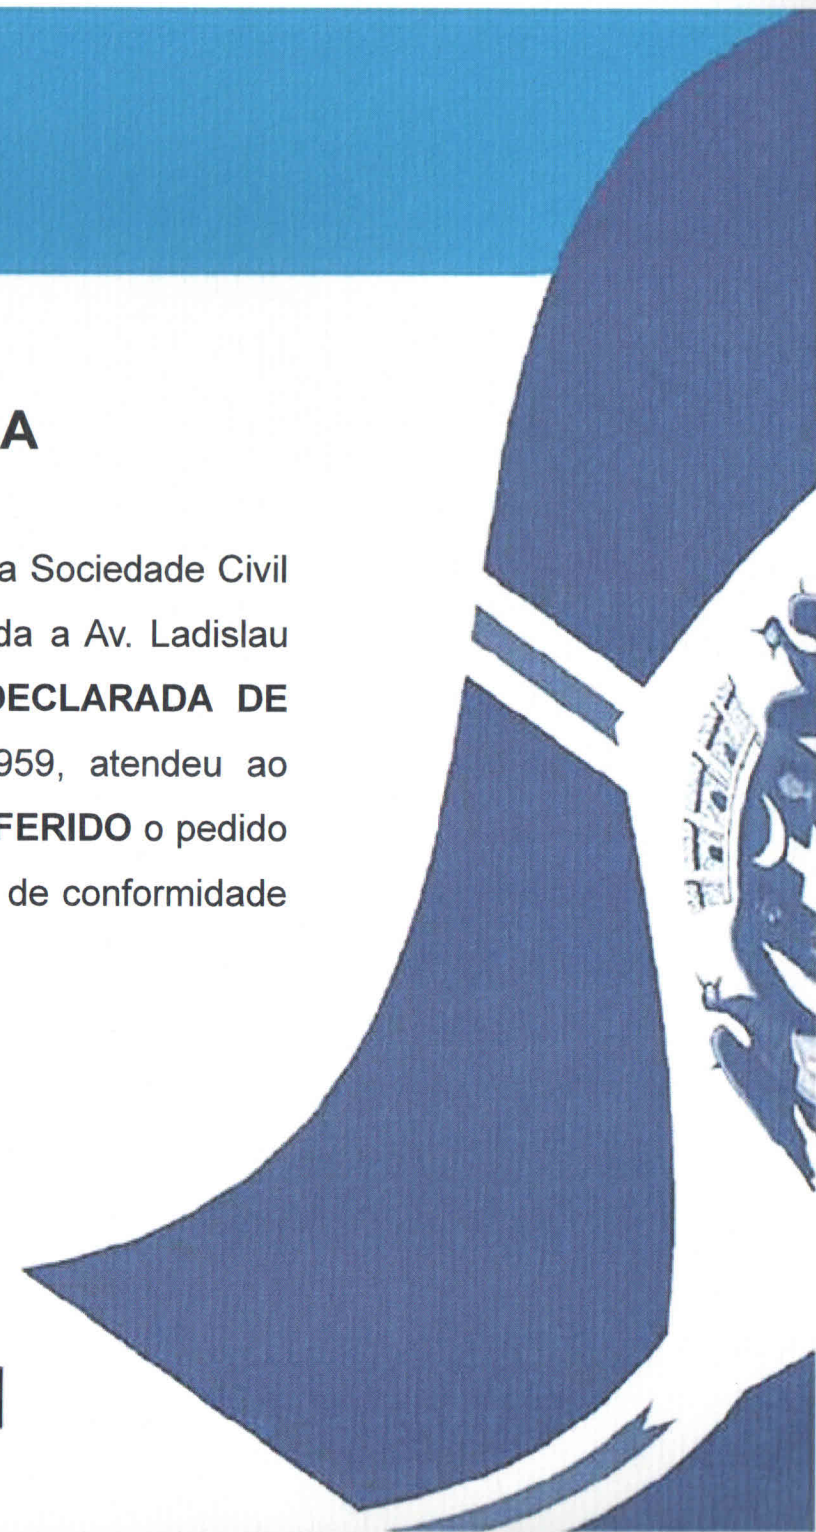 A
a Sociedade Civil
da a Av. Ladislau
DECLARADA DE
959, atendeu ao
FERIDO o pedido
de conformidade